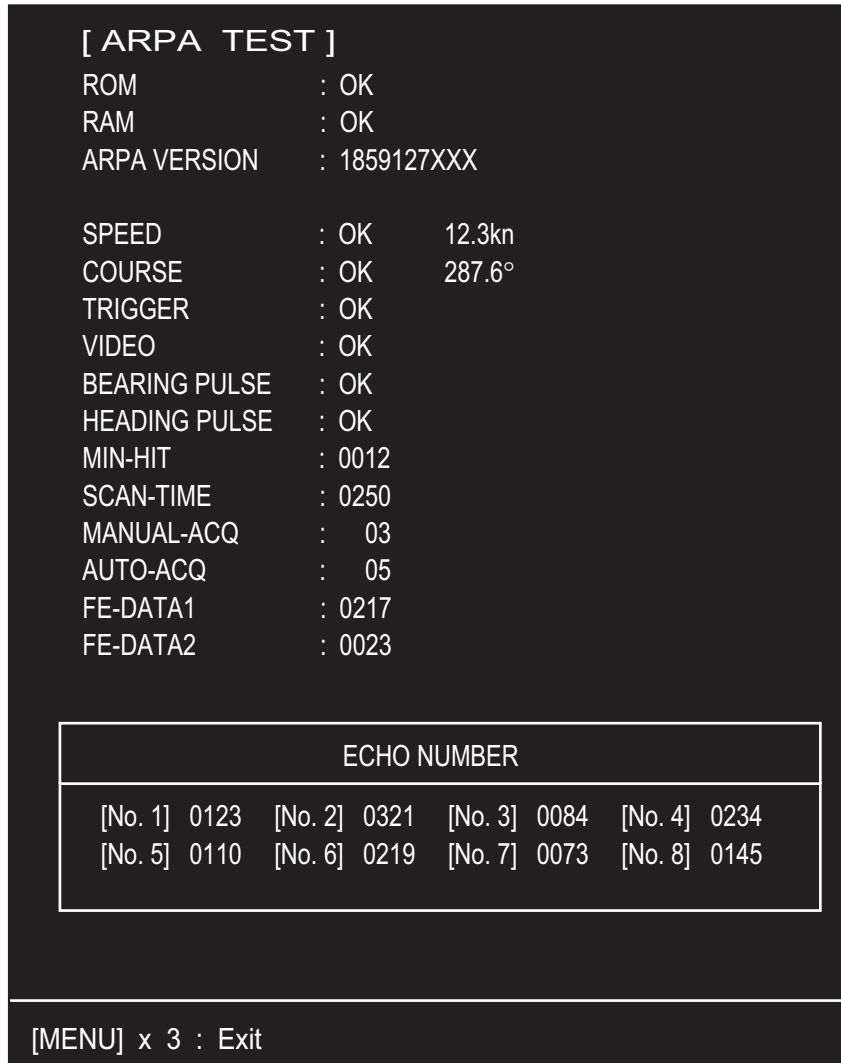 [ ARPA TEST ]
ROM : OK
RAM : OK
ARPA VERSION : 1859127XXX
SPEED : OK 12.3kn
COURSE : OK 287.6°
TRIGGER : OK
VIDEO : OK
BEARING PULSE : OK
HEADING PULSE : OK
MIN-HIT : 0012
SCAN-TIME : 0250
MANUAL-ACQ : 03
AUTO-ACQ : 05
FE-DATA1 : 0217
FE-DATA2 : 0023
ECHO NUMBER
[No. 1] 0123 [No. 2] 0321 [No. 3] 0084 [No. 4] 0234
[No. 5] 0110 [No. 6] 0219 [No. 7] 0073 [No. 8] 0145
[MENU] x 3 : Exit